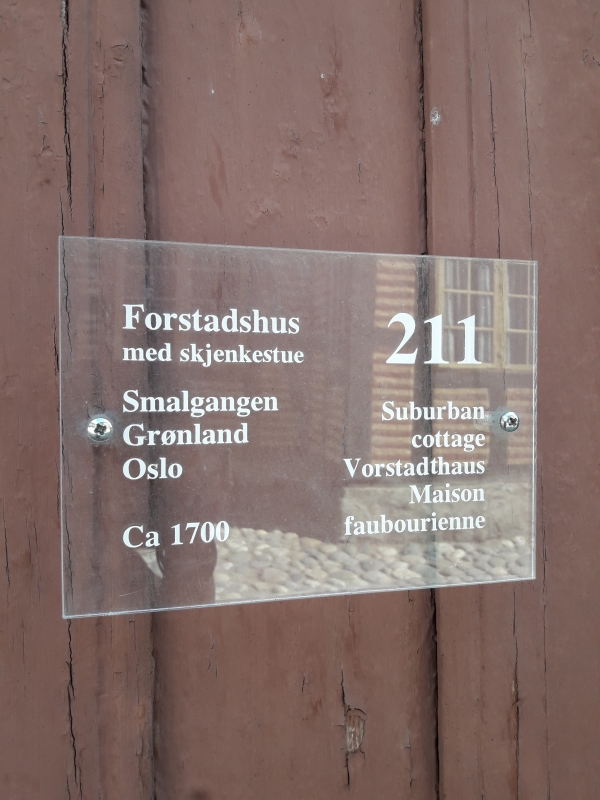 Forstadshus
med skjenkestue
Smalgangen
Grønland
Oslo
Ca 1700
211
Suburban
cottage
Vorstadthaus
Maison
faubourienne